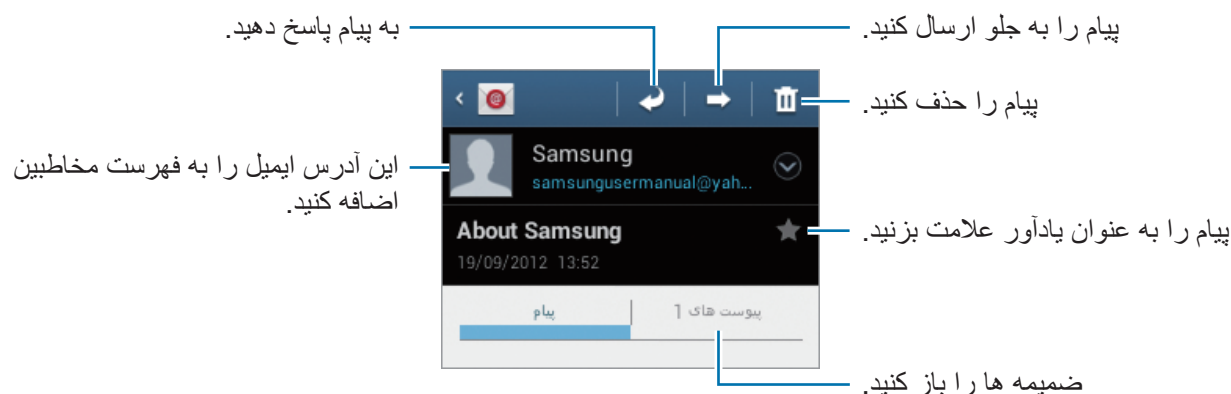 به پیام پاسخ دهید.
پیام را به جلو ارسال کنید.
پیام را حذف کنید.
Samsung
samsungusermanual@yah...
این آدرس ایمیل را به فهرست مخاطبین
اضافه کنید.
About Samsung
پیام را به عنوان یادآور علامت بزنید.
19/09/2012 13:52
پیام
پیوست های 1
ضمیمه ها را باز کنید.